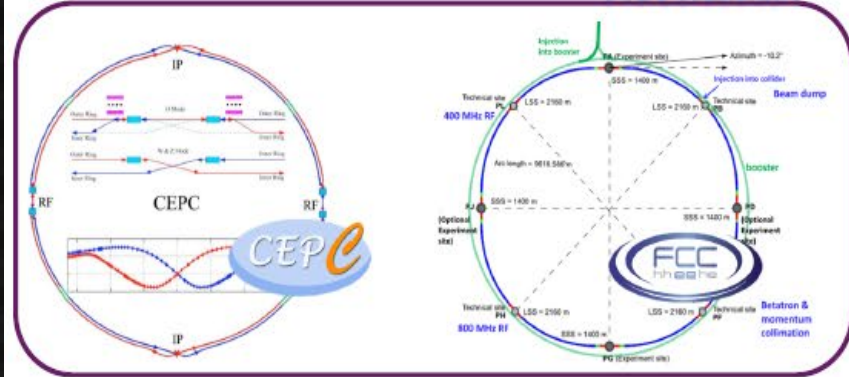 IP
H Mode
Outer Ring
Outer Ring
Inner Ring
Inner Ring
W & Z Mode
Outer Ring
Inner Ring
Inner Ring
Outer Ring
RF
CEPC
RF
CEPC
IP
Injection
into booster
PA (Experiment site)
Azimuth = -10.2°
SSS = 1400 m
Injection into collider
Technical site
PL
LSS = 2160 m
LSS = 2160 m
Technical site
PB
Beam dump
400 MHz RF
Arc length = 9616.586 m
booster
PJ
SSS = 1400 m
PD
SSS = 1400 m
(Optional
Experiment
site)
(Optional
Experiment
site)
FCC
hh ee he
Technical site
PH
LSS = 2160 m
LSS = 2160 m
Technical site
PF
Betatron &
momentum
collimation
800 MHz RF
SSS = 1400 m
PG (Experiment site)